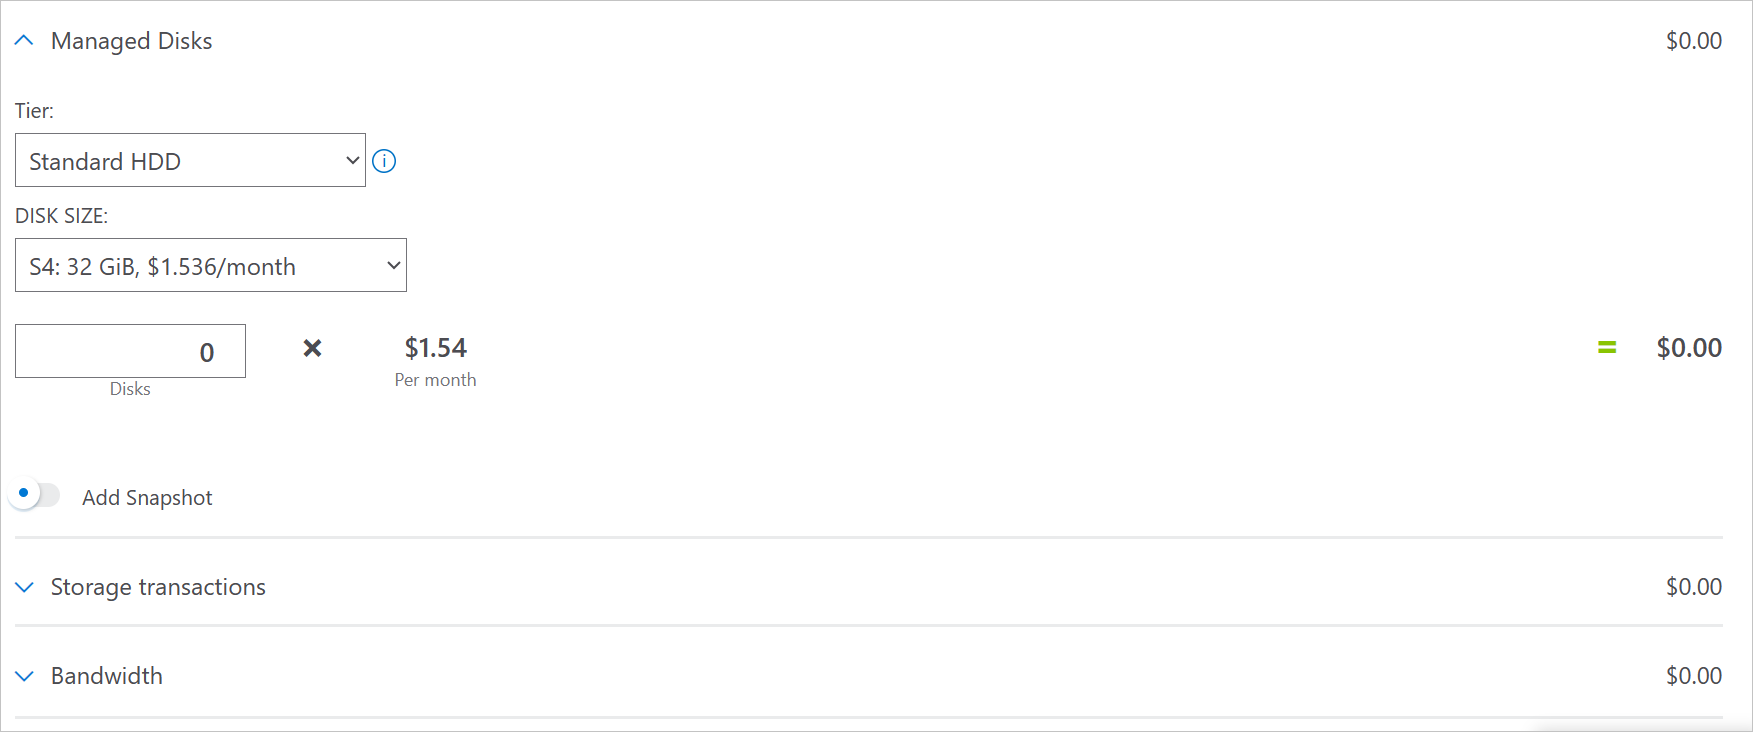 Managed Disks $0.00
Tier:
Standard HDD
DISK SIZE:
S4: 32 GiB, $1.536/month
0 × $1.54 = $0.00
Disks Per month
Add Snapshot
Storage transactions $0.00
Bandwidth $0.00